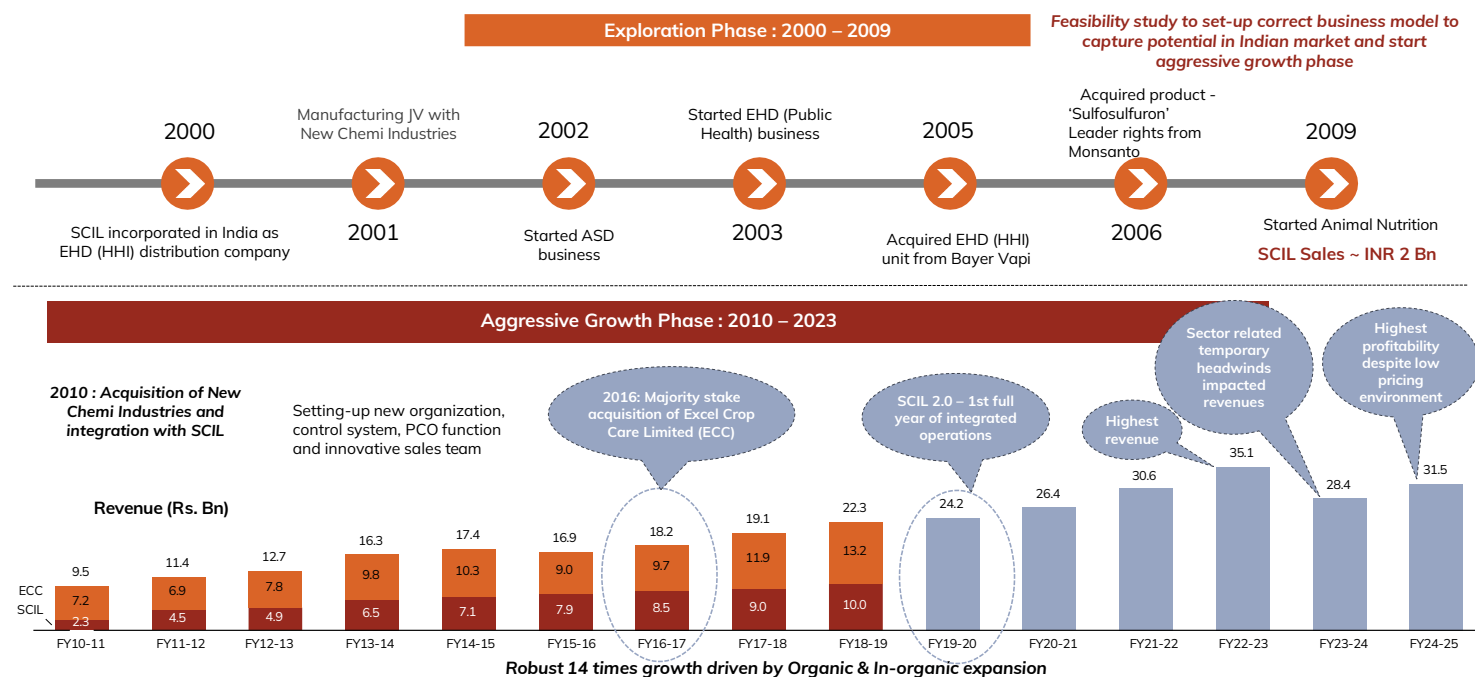 Exploration Phase : 2000 – 2009
Feasibility study to set-up correct business model to
capture potential in Indian market and start
aggressive growth phase
2000
SCIL incorporated in India as
EHD (HHI) distribution company
Manufacturing JV with
New Chemi Industries
2001
2002
Started ASD
business
Started EHD (Public
Health) business
2003
2005
Acquired EHD (HHI)
unit from Bayer Vapi
Acquired product -
‘Sulfosulfuron’
Leader rights from
Monsanto
2006
2009
Started Animal Nutrition
SCIL Sales ~ INR 2 Bn
Aggressive Growth Phase : 2010 – 2023
2010 : Acquisition of New
Chemi Industries and
integration with SCIL
Setting-up new organization,
control system, PCO function
and innovative sales team
2016: Majority stake
acquisition of Excel Crop
Care Limited (ECC)
SCIL 2.0 – 1st full
year of integrated
operations
Highest
revenue
Sector related
temporary
headwinds
impacted
revenues
Highest
profitability
despite low
pricing
environment
Revenue (Rs. Bn)
9.5
11.4
12.7
16.3
17.4
16.9
18.2
19.1
22.3
24.2
26.4
30.6
35.1
28.4
31.5
ECC
7.2
6.9
7.8
9.8
10.3
9.0
9.7
11.9
13.2
SCIL
2.3
4.5
4.9
6.5
7.1
7.9
8.5
9.0
10.0
FY10-11
FY11-12
FY12-13
FY13-14
FY14-15
FY15-16
FY16-17
FY17-18
FY18-19
FY19-20
FY20-21
FY21-22
FY22-23
FY23-24
FY24-25
Robust 14 times growth driven by Organic & In-organic expansion